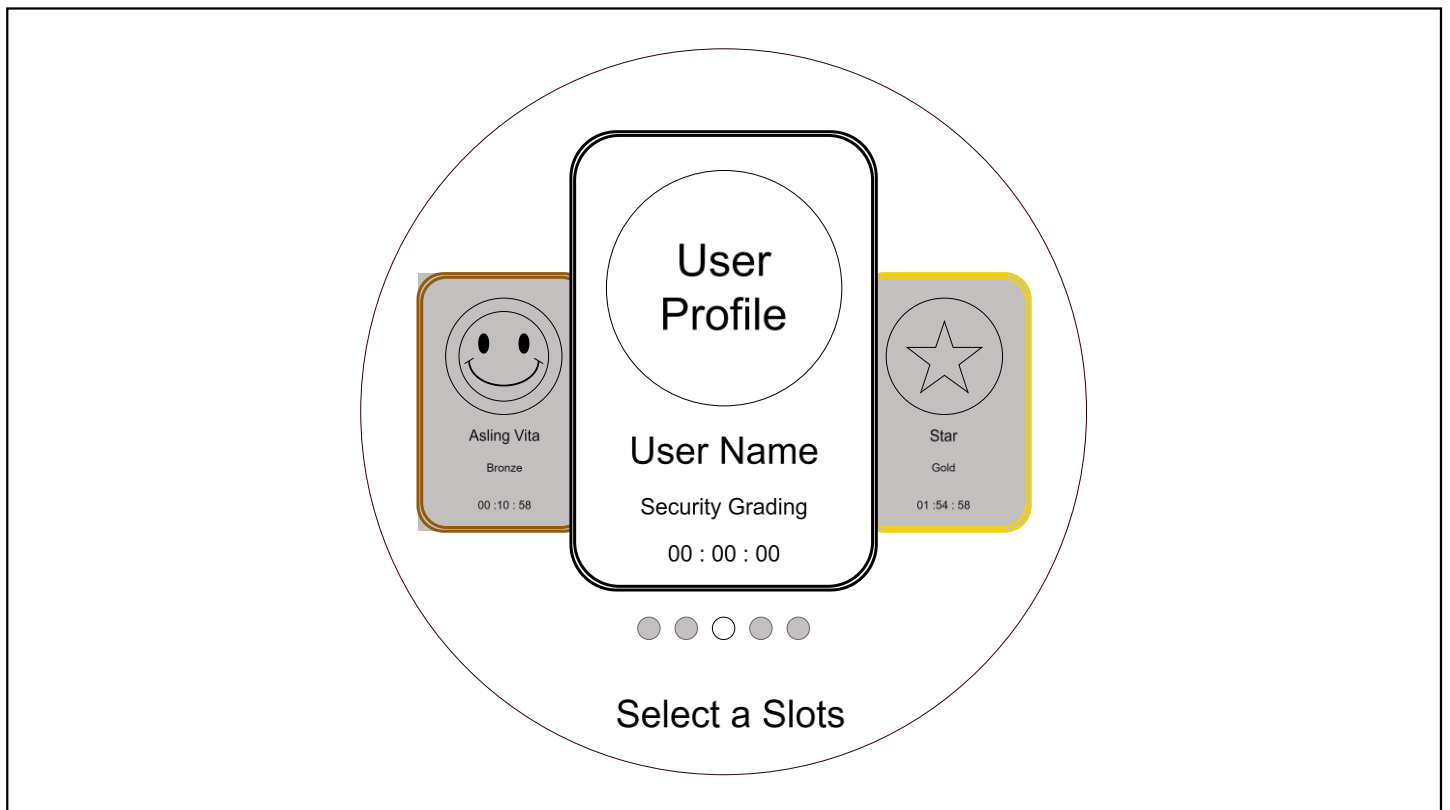 User
Profile
User Name
Security Grading
00 : 00 : 00
Asling Vita
Bronze
00 :10 : 58
Star
Gold
01 :54 : 58
Select a Slots